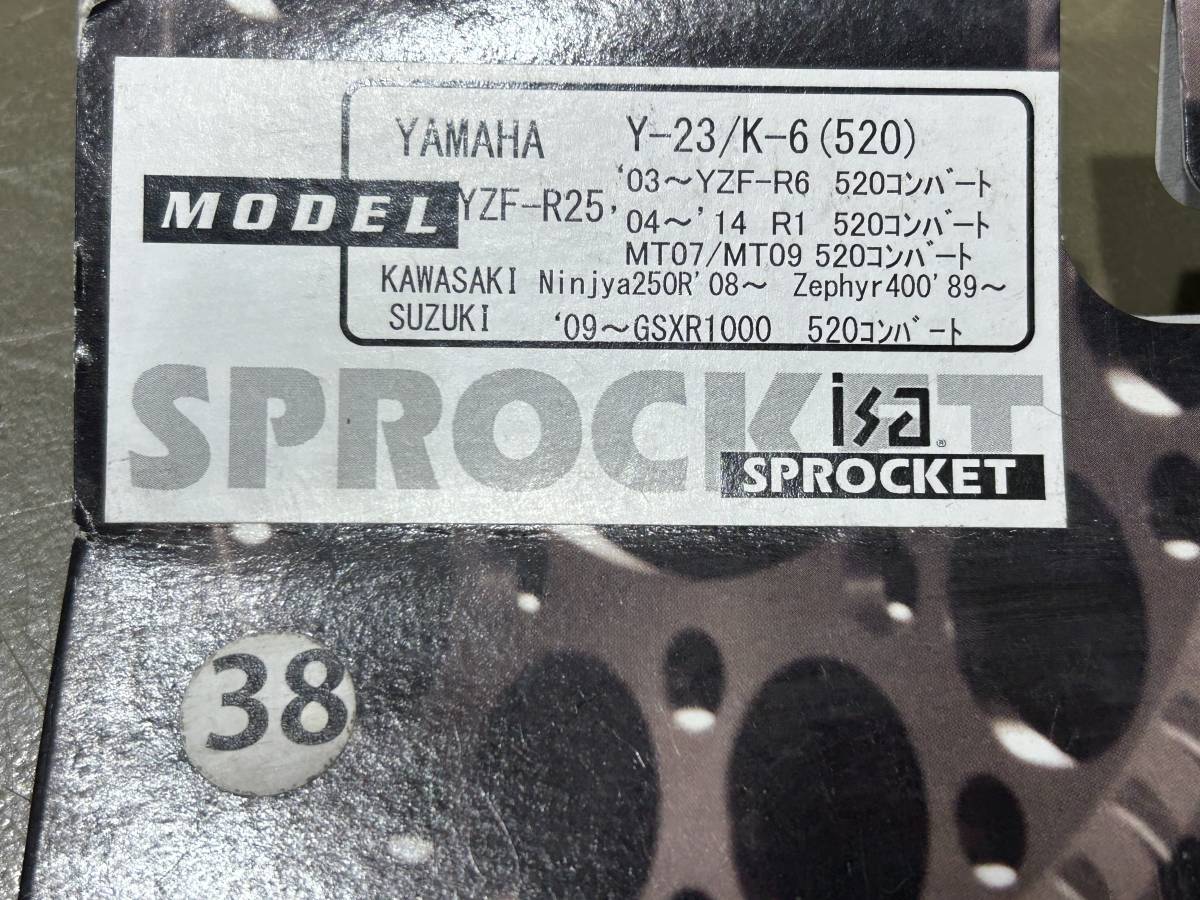 YAMAHA Y-23/K-6(520)
'03～YZF-R6 520コンバート
MODEL YZF-R25, 04～'14 R1 520コンバート
MT07/MT09 520コンバート
KAWASAKI Ninjya250R'08～ Zephyr400'89～
SUZUKI '09～GSXR1000 520コンバート
SPROCKET
isa®
SPROCKET
38